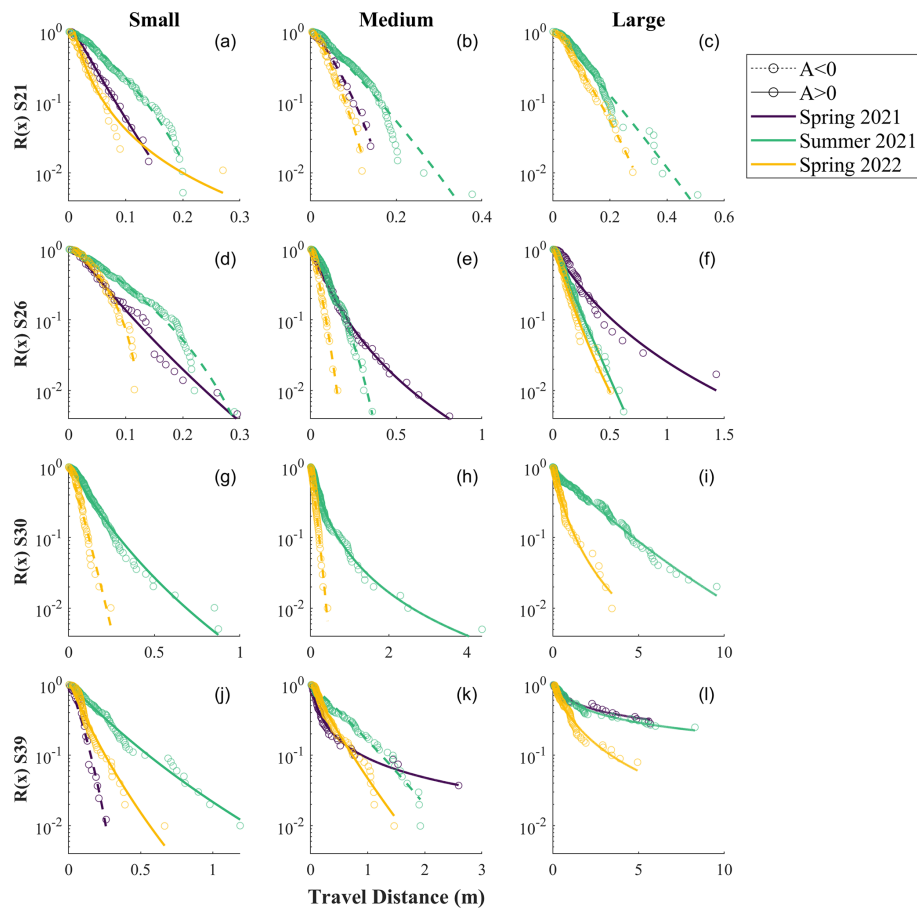 Small Medium Large
(a) (b) (c)
A<0
A>0
Spring 2021
Summer 2021
Spring 2022
R(x) S21
10^0
10^-1
10^-2
0 0.1 0.2 0.3
0 0.2 0.4
0 0.2 0.4 0.6
(d) (e) (f)
R(x) S26
10^0
10^-1
10^-2
0 0.1 0.2 0.3
0 0.5 1
0 0.5 1 1.5
(g) (h) (i)
R(x) S30
10^0
10^-1
10^-2
0 0.5 1
0 2 4
0 5 10
(j) (k) (l)
R(x) S39
10^0
10^-1
10^-2
0 0.5 1
0 1 2 3
0 5 10
Travel Distance (m)